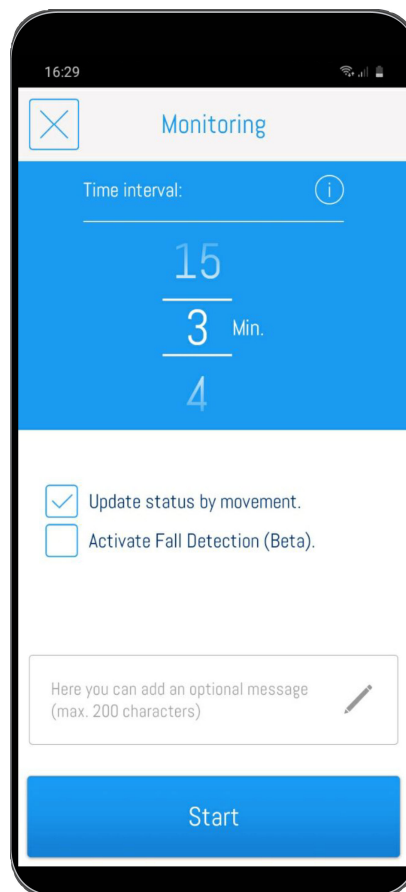 16:29
Monitoring
Time interval:
15
3 Min.
4
Update status by movement.
Activate Fall Detection (Beta).
Here you can add an optional message
(max. 200 characters)
Start